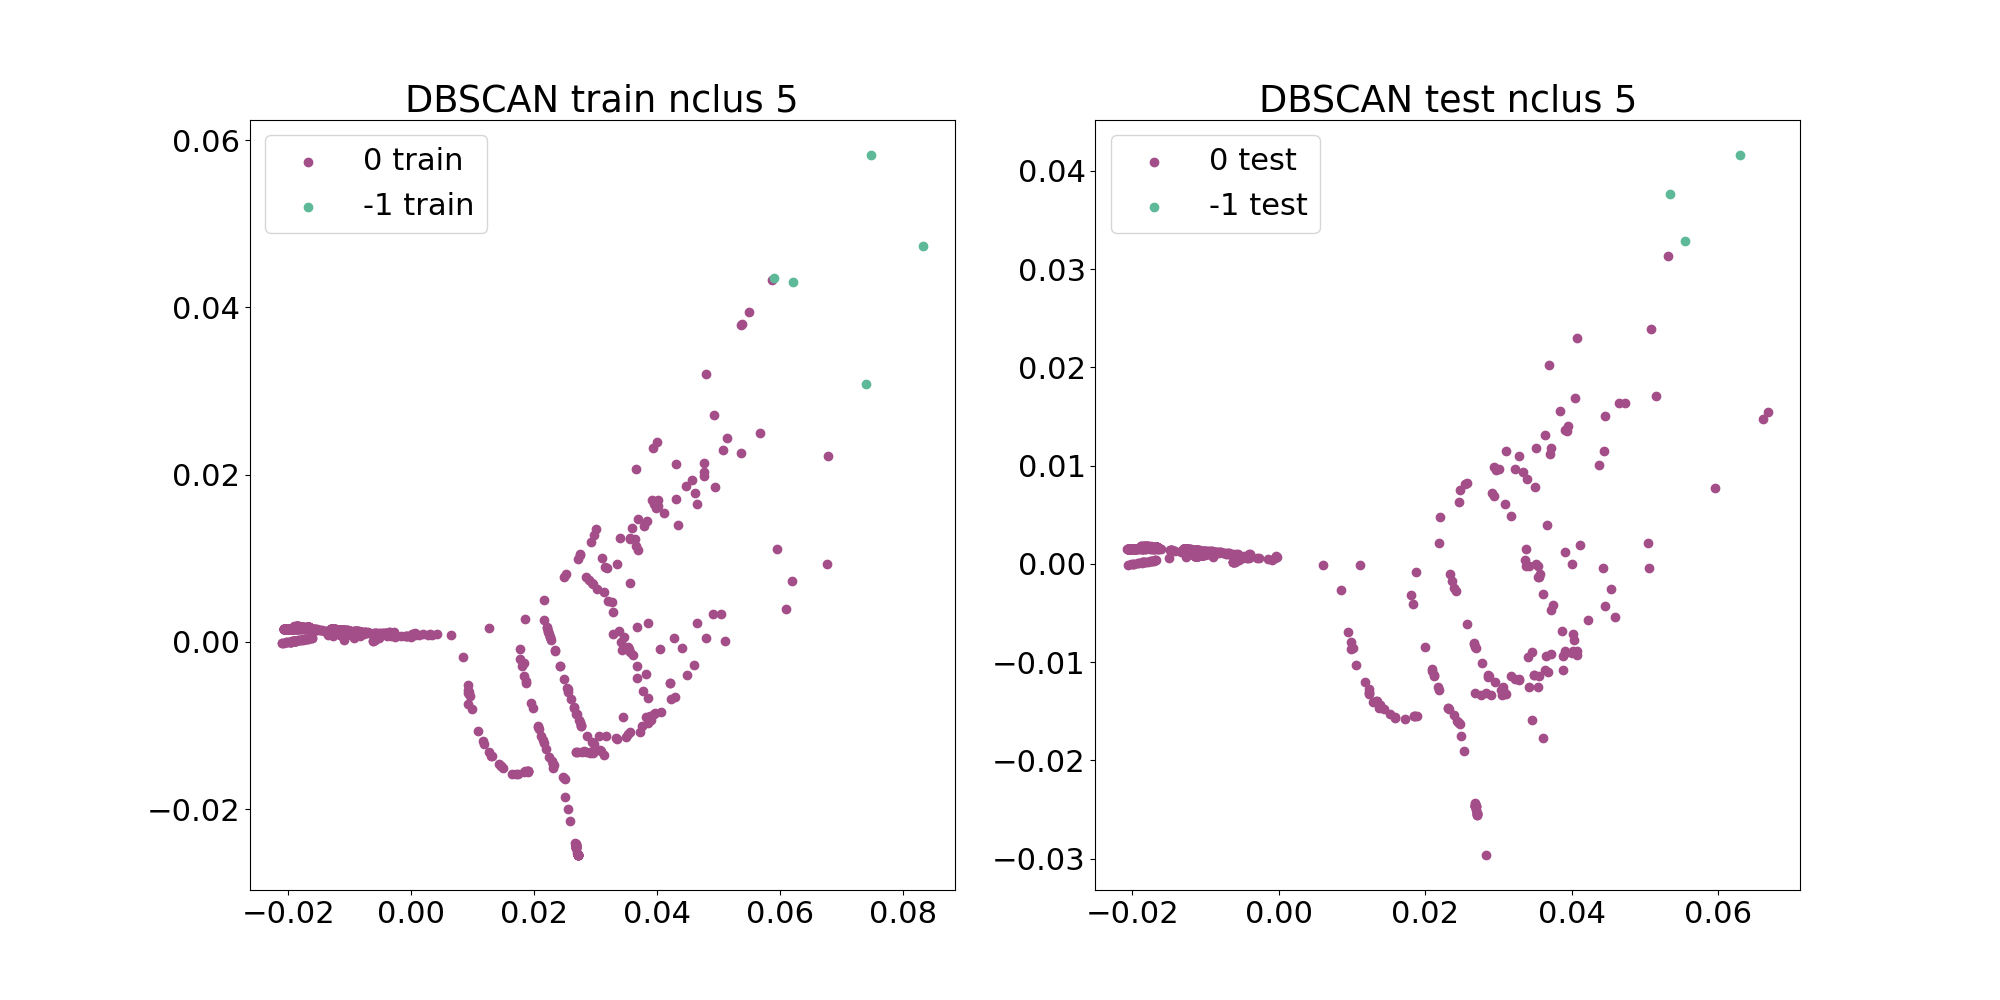 DBSCAN train nclus 5
0 train
-1 train
0.06
0.04
0.02
0.00
−0.02
−0.02 0.00 0.02 0.04 0.06 0.08
DBSCAN test nclus 5
0 test
-1 test
0.04
0.03
0.02
0.01
0.00
−0.01
−0.02
−0.03
−0.02 0.00 0.02 0.04 0.06